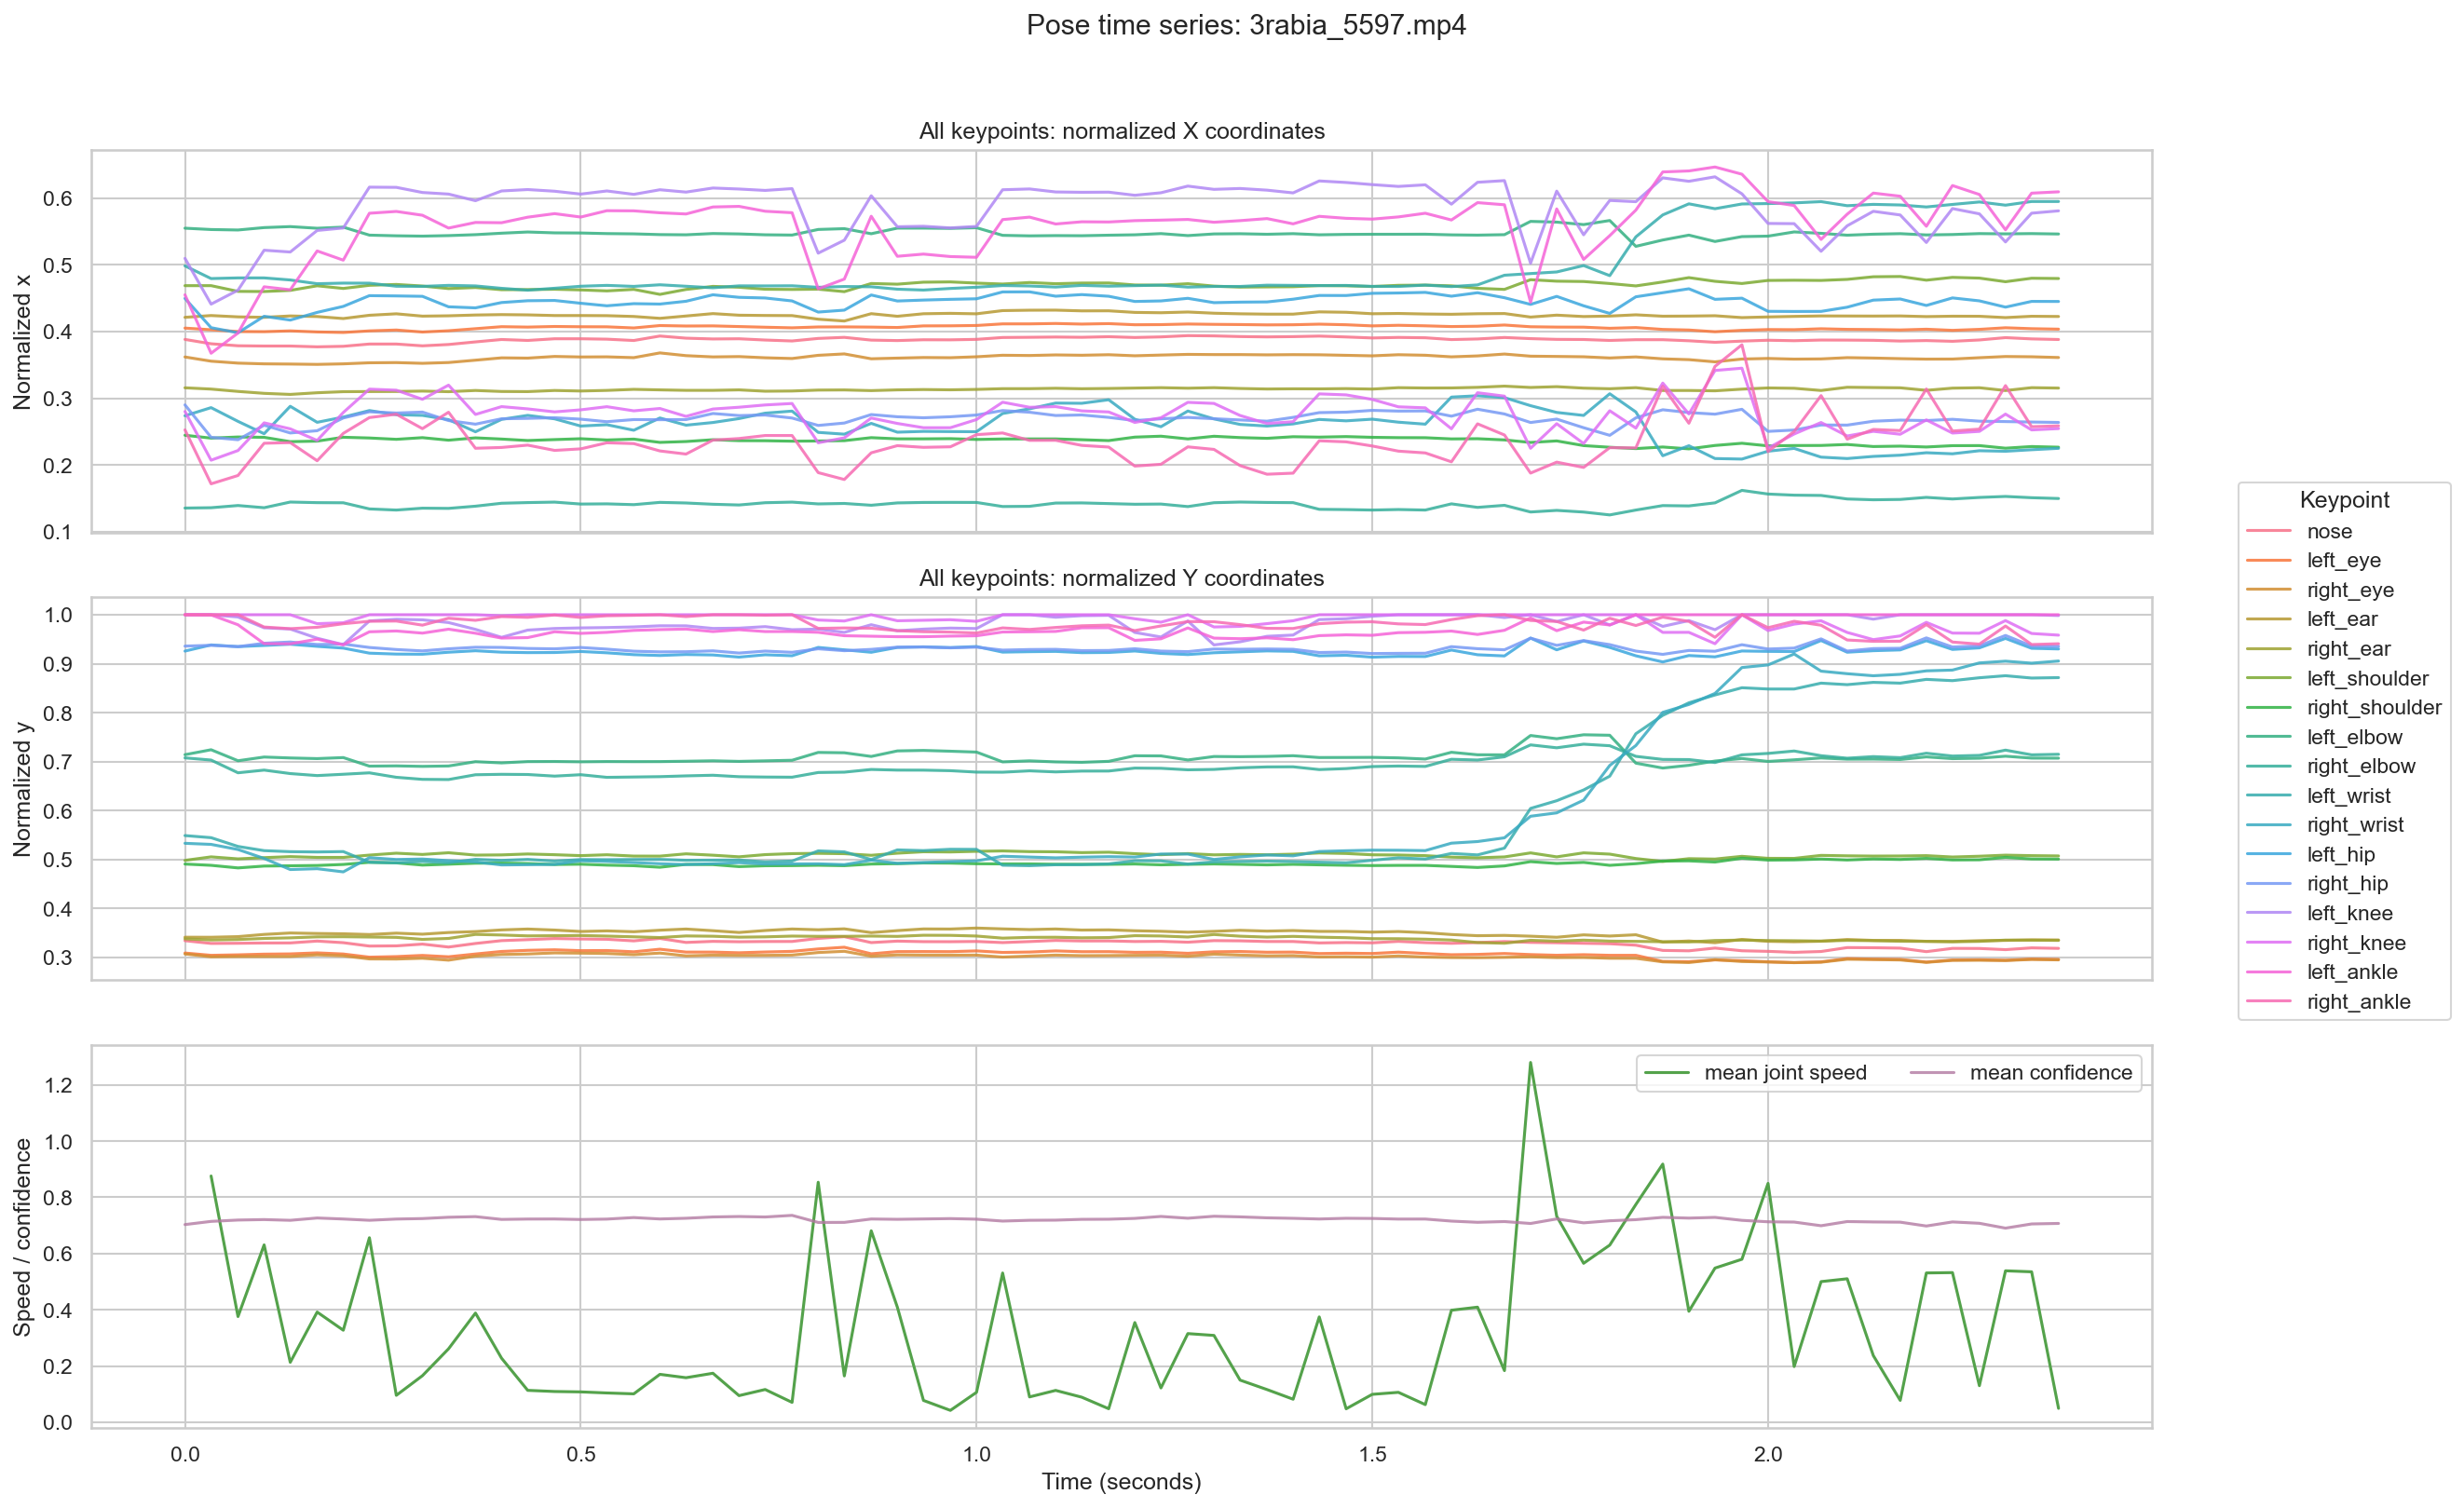 Pose time series: 3rabia_5597.mp4
All keypoints: normalized X coordinates
Normalized x
0.6
0.5
0.4
0.3
0.2
0.1
All keypoints: normalized Y coordinates
Normalized y
1.0
0.9
0.8
0.7
0.6
0.5
0.4
0.3
Keypoint
nose
left_eye
right_eye
left_ear
right_ear
left_shoulder
right_shoulder
left_elbow
right_elbow
left_wrist
right_wrist
left_hip
right_hip
left_knee
right_knee
left_ankle
right_ankle
mean joint speed
mean confidence
Speed / confidence
1.2
1.0
0.8
0.6
0.4
0.2
0.0
0.0 0.5 1.0 1.5 2.0
Time (seconds)